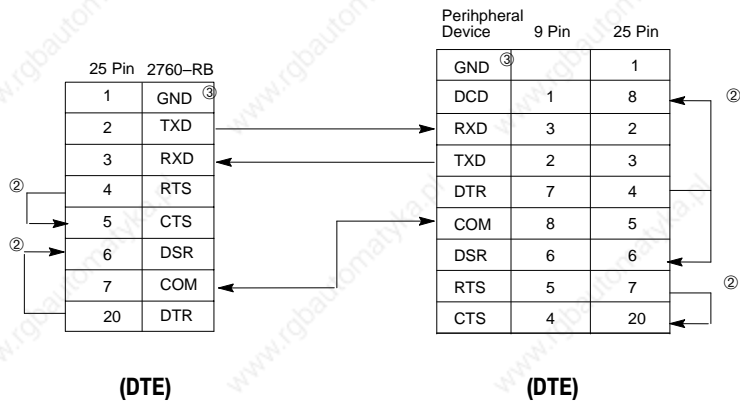 Perihpheral
Device 9 Pin 25 Pin
GND ③ 1
DCD 1 8 ②
RXD 3 2
TXD 2 3
DTR 7 4
COM 8 5
DSR 6 6
RTS 5 7 ②
CTS 4 20
(DTE)
25 Pin 2760–RB
1 GND ③
2 TXD
3 RXD
② 4 RTS
5 CTS
② 6 DSR
7 COM
20 DTR
(DTE)
www.rgbautomatyka.pl